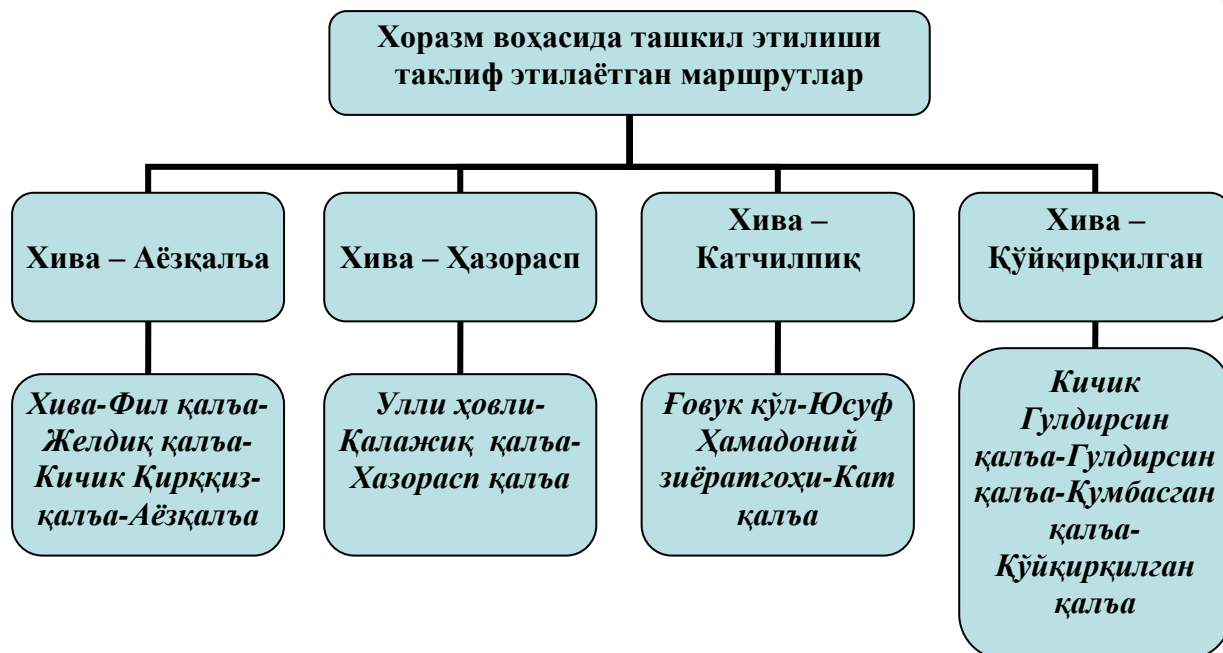 Хоразм воҳасида ташкил этилиши
таклиф этилаётган маршрутлар
Хива – Аёзқалъа
Хива – Ҳазорасп
Хива –
Катчилпиқ
Хива –
Қўйқирқилган
Хива-Фил қалъа-
Желдиқ қалъа-
Кичик Қирққиз-
қалъа-Аёзқалъа
Улли ҳовли-
Қалажиқ қалъа-
Хазорасп қалъа
Ғовук кўл-Юсуф
Ҳамадоний
зиёратгоҳи-Кат
қалъа
Кичик
Гулдирсин
қалъа-Гулдирсин
қалъа-Қумбасган
қалъа-
Қўйқирқилган
қалъа